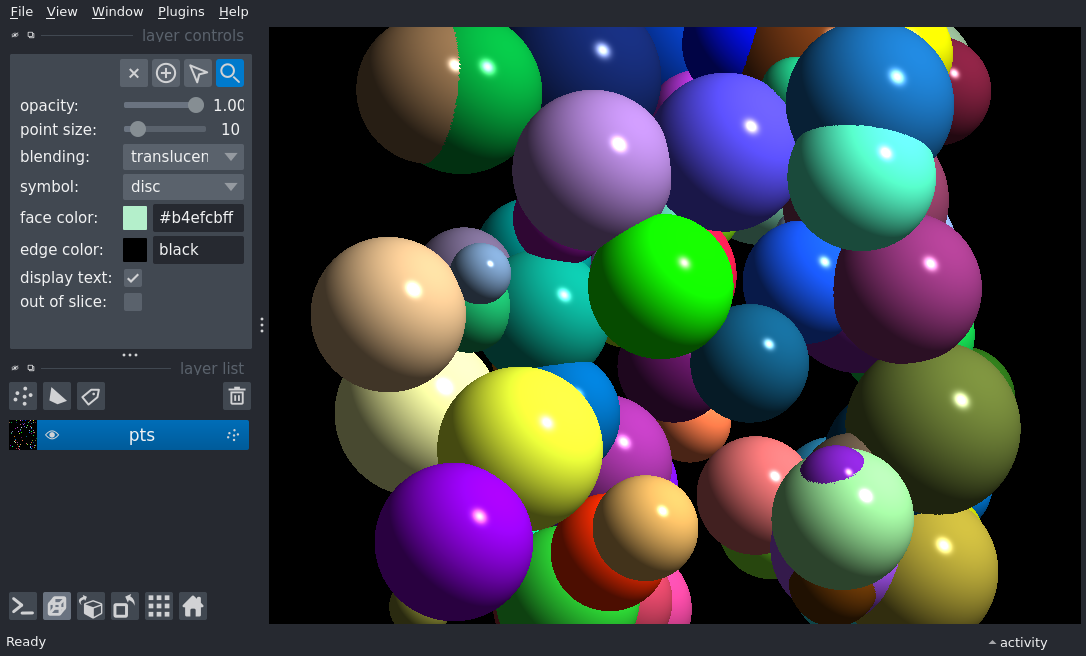 File View Window Plugins Help
layer controls
opacity: 1.00
point size: 10
blending: translucen
symbol: disc
face color: #b4efcbff
edge color: black
display text:
out of slice:
layer list
pts
Ready
activity